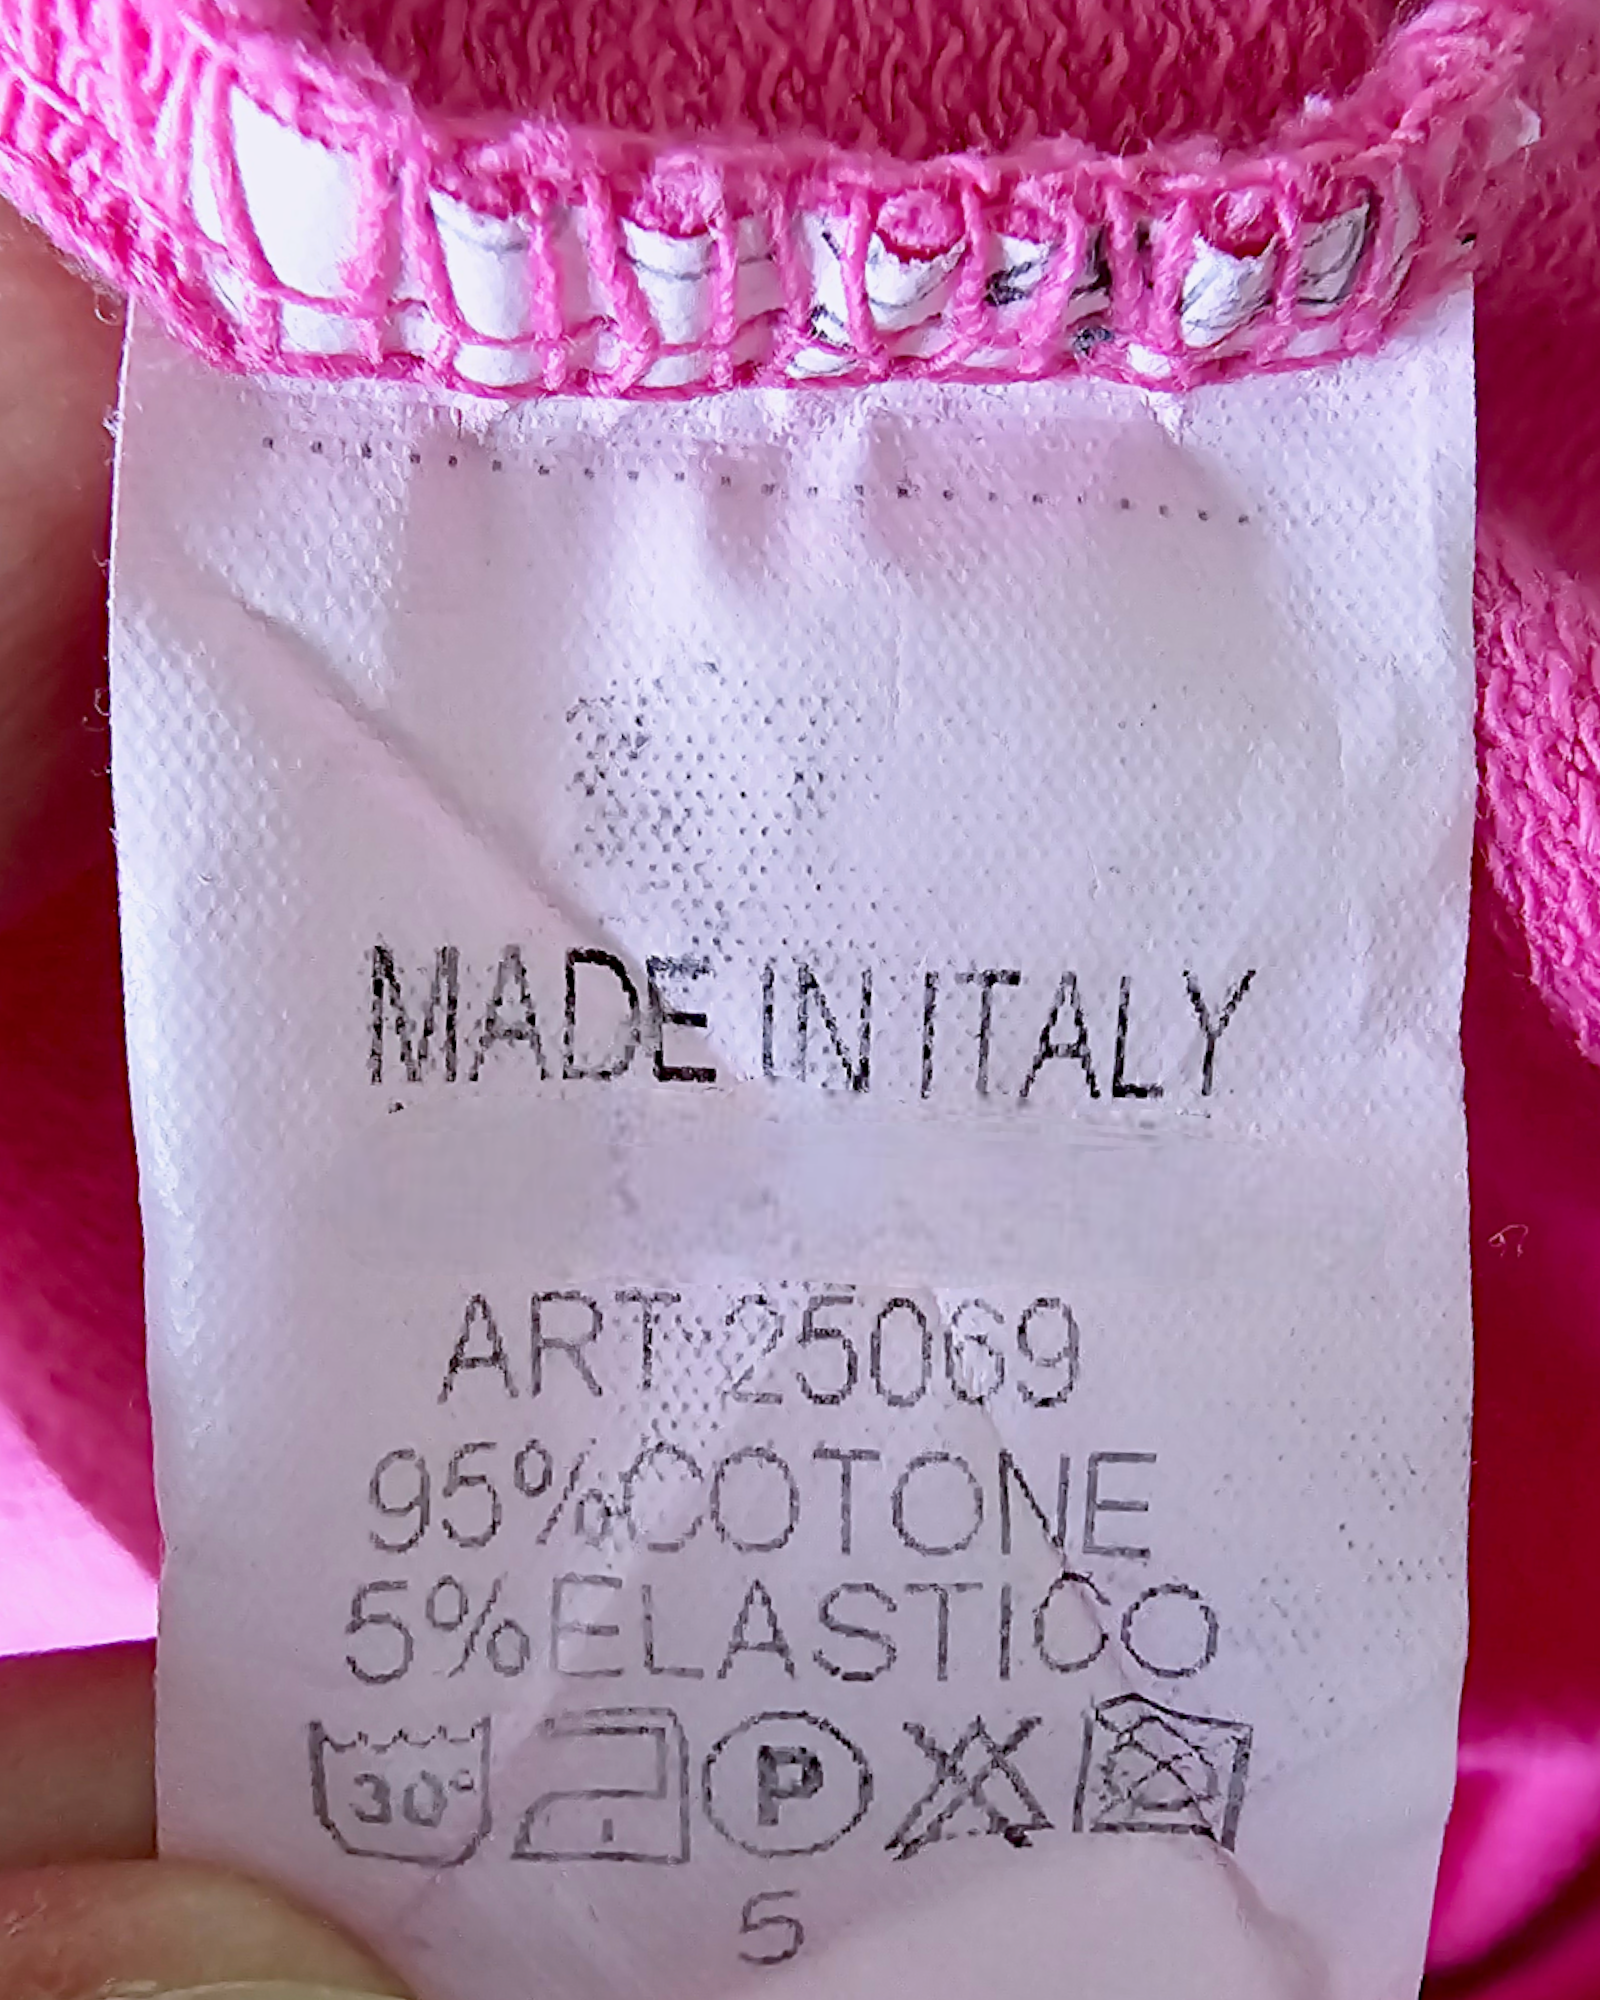 MADE IN ITALY
ART 25069
95%COTONE
5%ELASTICO
30° P
5